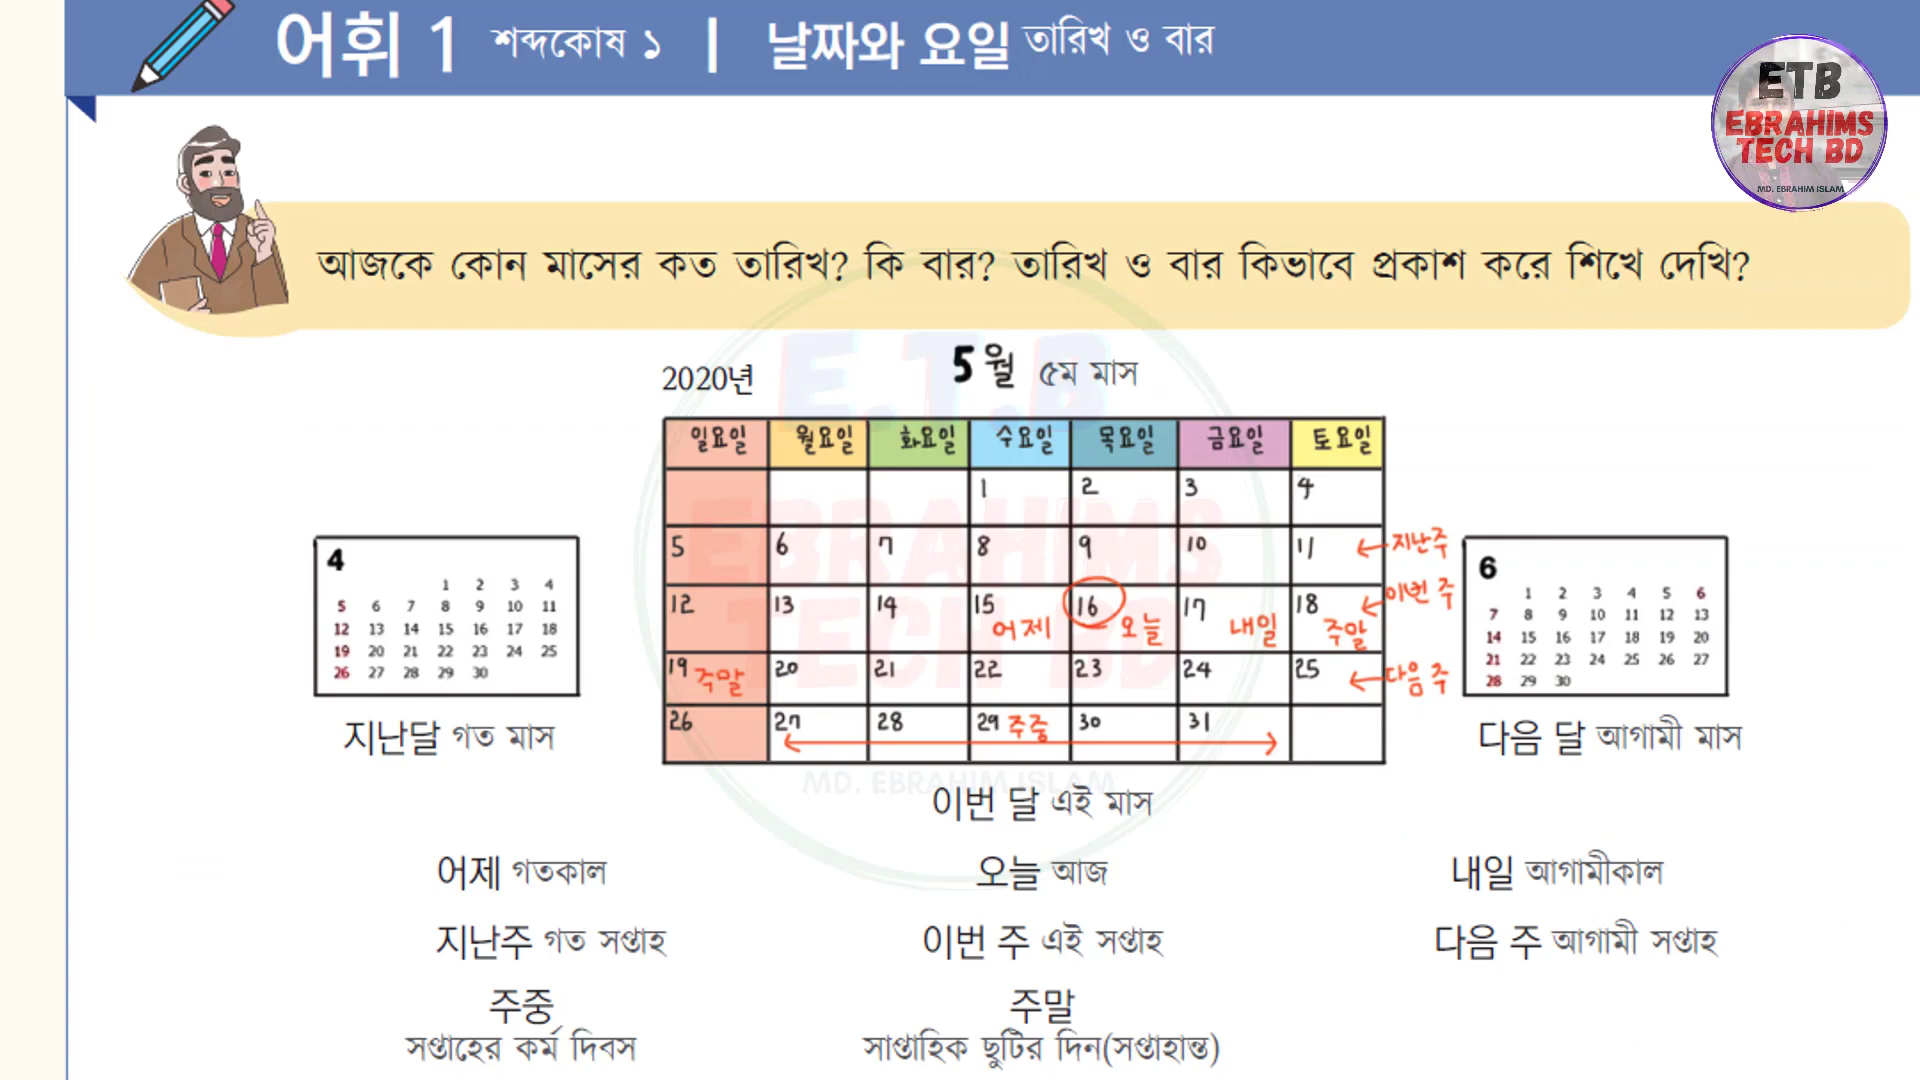 어휘 1 শব্দকোষ ১ | 날짜와 요일 তারিখ ও বার
ETB
EBRAHIMS
TECH BD
MD. EBRAHIM ISLAM
আজকে কোন মাসের কত তারিখ? কি বার? তারিখ ও বার কিভাবে প্রকাশ করে শিখে দেখি?
2020년 5월 ৫ম মাস
E.T.B
EBRAHIMS
TECH BD
MD. EBRAHIM ISLAM
일요일 월요일 화요일 수요일 목요일 금요일 토요일
1 2 3 4
5 6 7 8 9 10 11 ← 지난주
12 13 14 15 어제 16 오늘 17 내일 18 주말 ← 이번 주
19 주말 20 21 22 23 24 25 ← 다음 주
26 27 28 29 주중 30 31
4
1 2 3 4
5 6 7 8 9 10 11
12 13 14 15 16 17 18
19 20 21 22 23 24 25
26 27 28 29 30
지난달 গত মাস
6
1 2 3 4 5 6
7 8 9 10 11 12 13
14 15 16 17 18 19 20
21 22 23 24 25 26 27
28 29 30
다음 달 আগামী মাস
이번 달 এই মাস
어제 গতকাল 오늘 আজ 내일 আগামীকাল
지난주 গত সপ্তাহ 이번 주 এই সপ্তাহ 다음 주 আগামী সপ্তাহ
주중 주말
সপ্তাহের কর্ম দিবস সাপ্তাহিক ছুটির দিন(সপ্তাহান্ত)